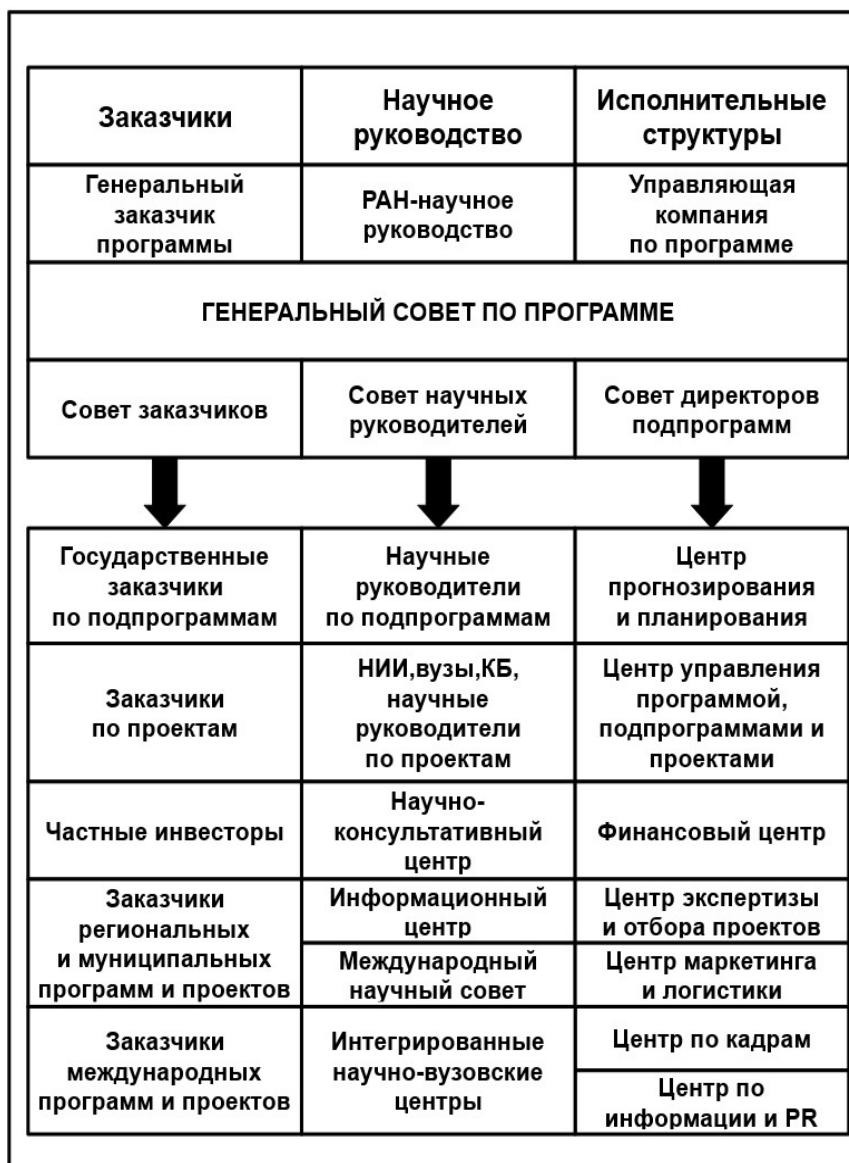 Заказчики
Научное
руководство
Исполнительные
структуры
Генеральный
заказчик
программы
РАН-научное
руководство
Управляющая
компания
по программе
ГЕНЕРАЛЬНЫЙ СОВЕТ ПО ПРОГРАММЕ
Совет заказчиков
Совет научных
руководителей
Совет директоров
подпрограмм
Государственные
заказчики
по подпрограммам
Научные
руководители
по подпрограммам
Центр
прогнозирования
и планирования
Заказчики
по проектам
НИИ,вузы,КБ,
научные
руководители
по проектам
Центр управления
программой,
подпрограммами и
проектами
Частные инвесторы
Научно-
консультативный
центр
Финансовый центр
Заказчики
региональных
и муниципальных
программ и проектов
Информационный
центр
Центр экспертизы
и отбора проектов
Международный
научный совет
Центр маркетинга
и логистики
Заказчики
международных
программ и проектов
Интегрированные
научно-вузовские
центры
Центр по кадрам
Центр по
информации и PR